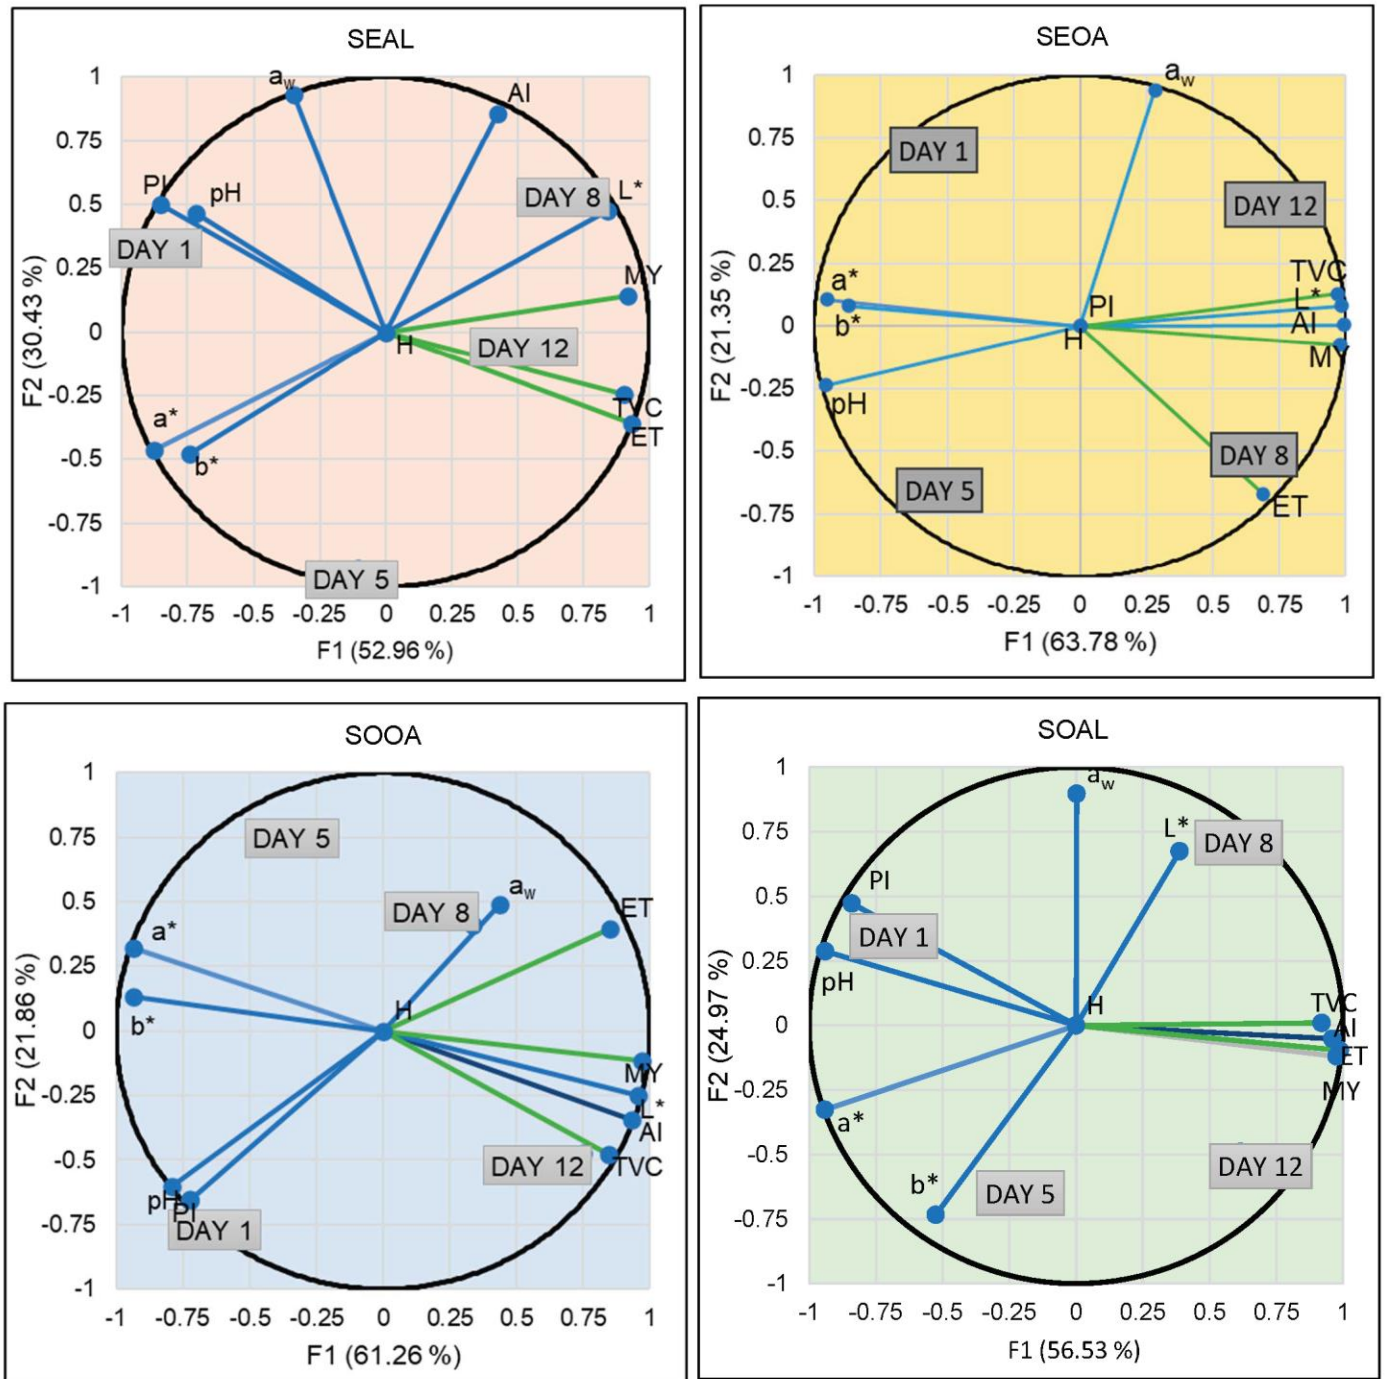 SEAL
1
0.75
0.5
0.25
0
-0.25
-0.5
-0.75
-1
-1 -0.75 -0.5 -0.25 0 0.25 0.5 0.75 1
F2 (30.43 %)
F1 (52.96 %)
aw
AI
PI
pH
DAY 8
L*
DAY 1
MY
H
DAY 12
TVC
ET
a*
b*
DAY 5
SEOA
1
0.75
0.5
0.25
0
-0.25
-0.5
-0.75
-1
-1 -0.75 -0.5 -0.25 0 0.25 0.5 0.75 1
F2 (21.35 %)
F1 (63.78 %)
aw
DAY 1
DAY 12
a*
b*
PI
H
TVC
L*
AI
MY
pH
DAY 8
DAY 5
ET
SOOA
1
0.75
0.5
0.25
0
-0.25
-0.5
-0.75
-1
-1 -0.75 -0.5 -0.25 0 0.25 0.5 0.75 1
F2 (21.86 %)
F1 (61.26 %)
DAY 5
DAY 8
aw
ET
a*
b*
H
MY
L*
AI
DAY 12
TVC
pH
PI
DAY 1
SOAL
1
0.75
0.5
0.25
0
-0.25
-0.5
-0.75
-1
-1 -0.75 -0.5 -0.25 0 0.25 0.5 0.75 1
F2 (24.97 %)
F1 (56.53 %)
aw
L*
DAY 8
PI
DAY 1
pH
H
TVC
AI
ET
MY
a*
b*
DAY 5
DAY 12